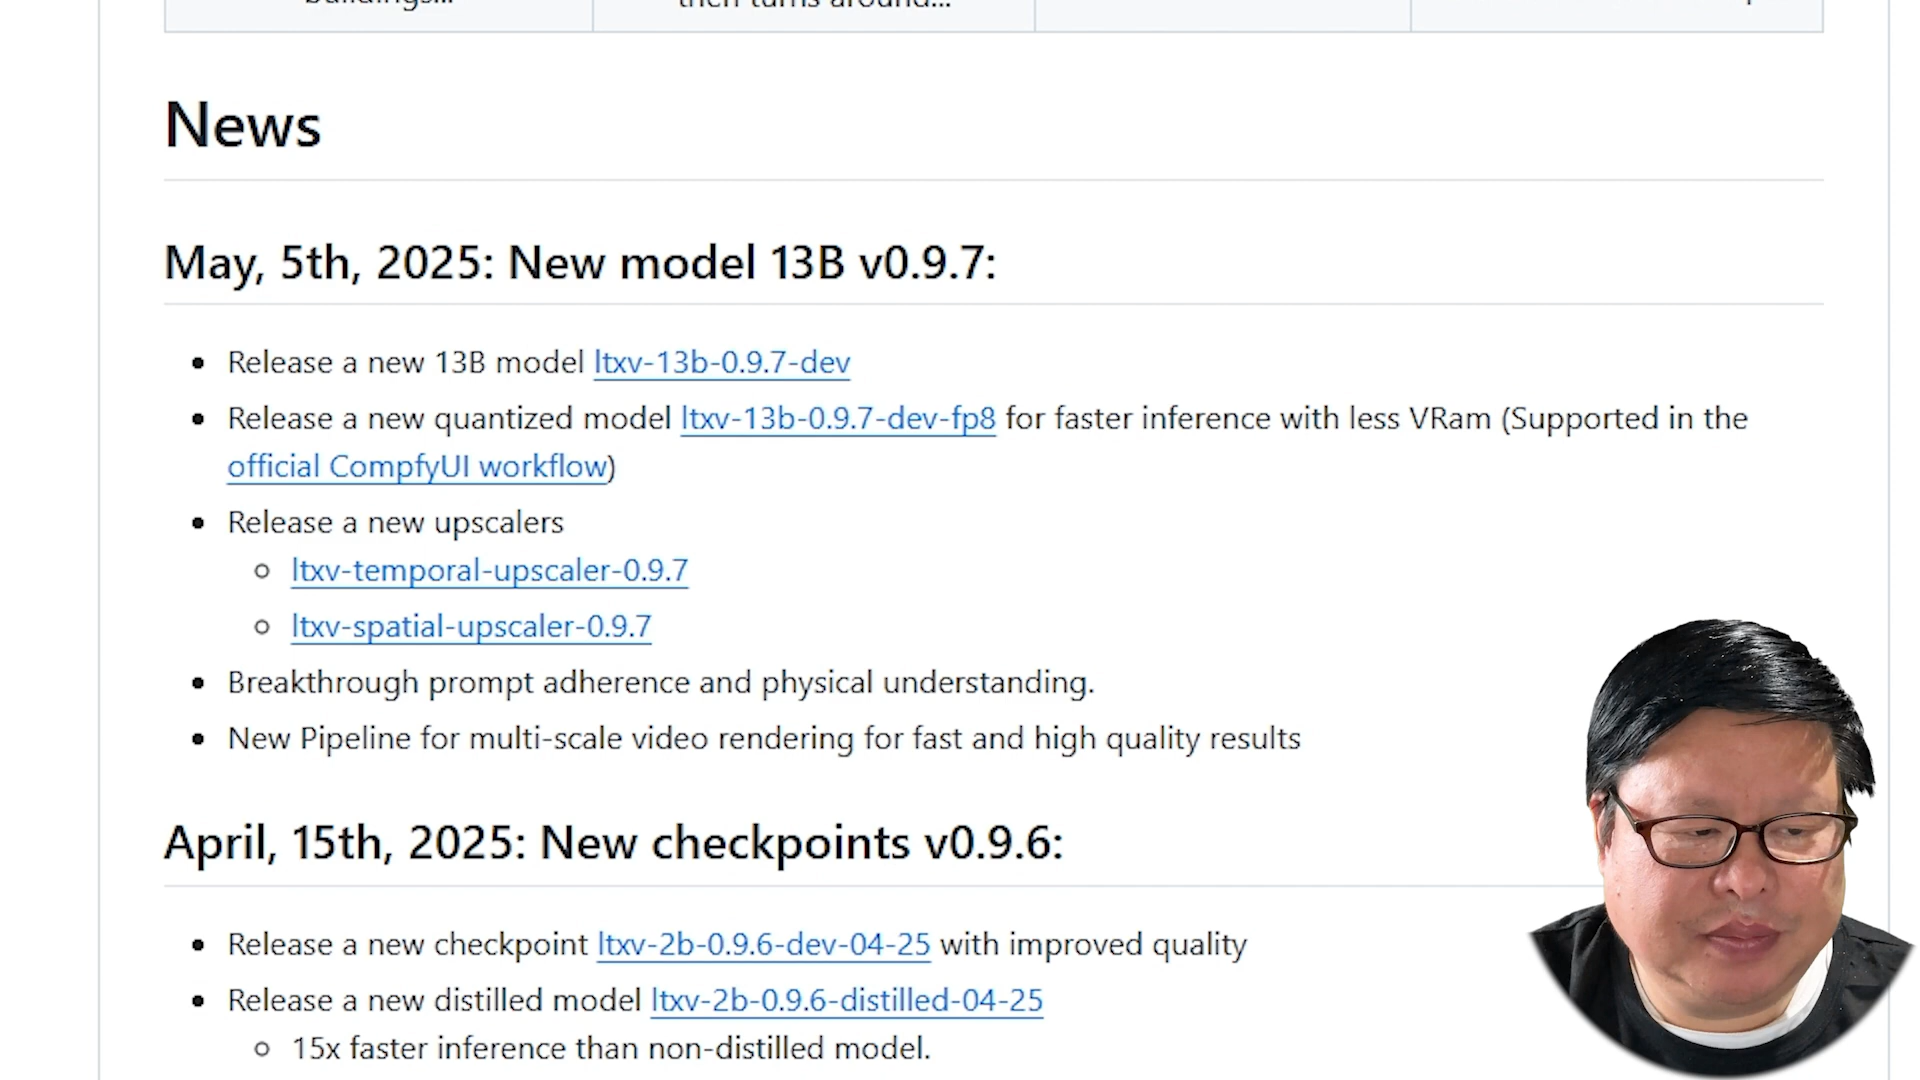 buildings...
then turns around...
News
May, 5th, 2025: New model 13B v0.9.7:
Release a new 13B model ltxv-13b-0.9.7-dev
Release a new quantized model ltxv-13b-0.9.7-dev-fp8 for faster inference with less VRam (Supported in the
official CompfyUI workflow)
Release a new upscalers
ltxv-temporal-upscaler-0.9.7
ltxv-spatial-upscaler-0.9.7
Breakthrough prompt adherence and physical understanding.
New Pipeline for multi-scale video rendering for fast and high quality results
April, 15th, 2025: New checkpoints v0.9.6:
Release a new checkpoint ltxv-2b-0.9.6-dev-04-25 with improved quality
Release a new distilled model ltxv-2b-0.9.6-distilled-04-25
15x faster inference than non-distilled model.